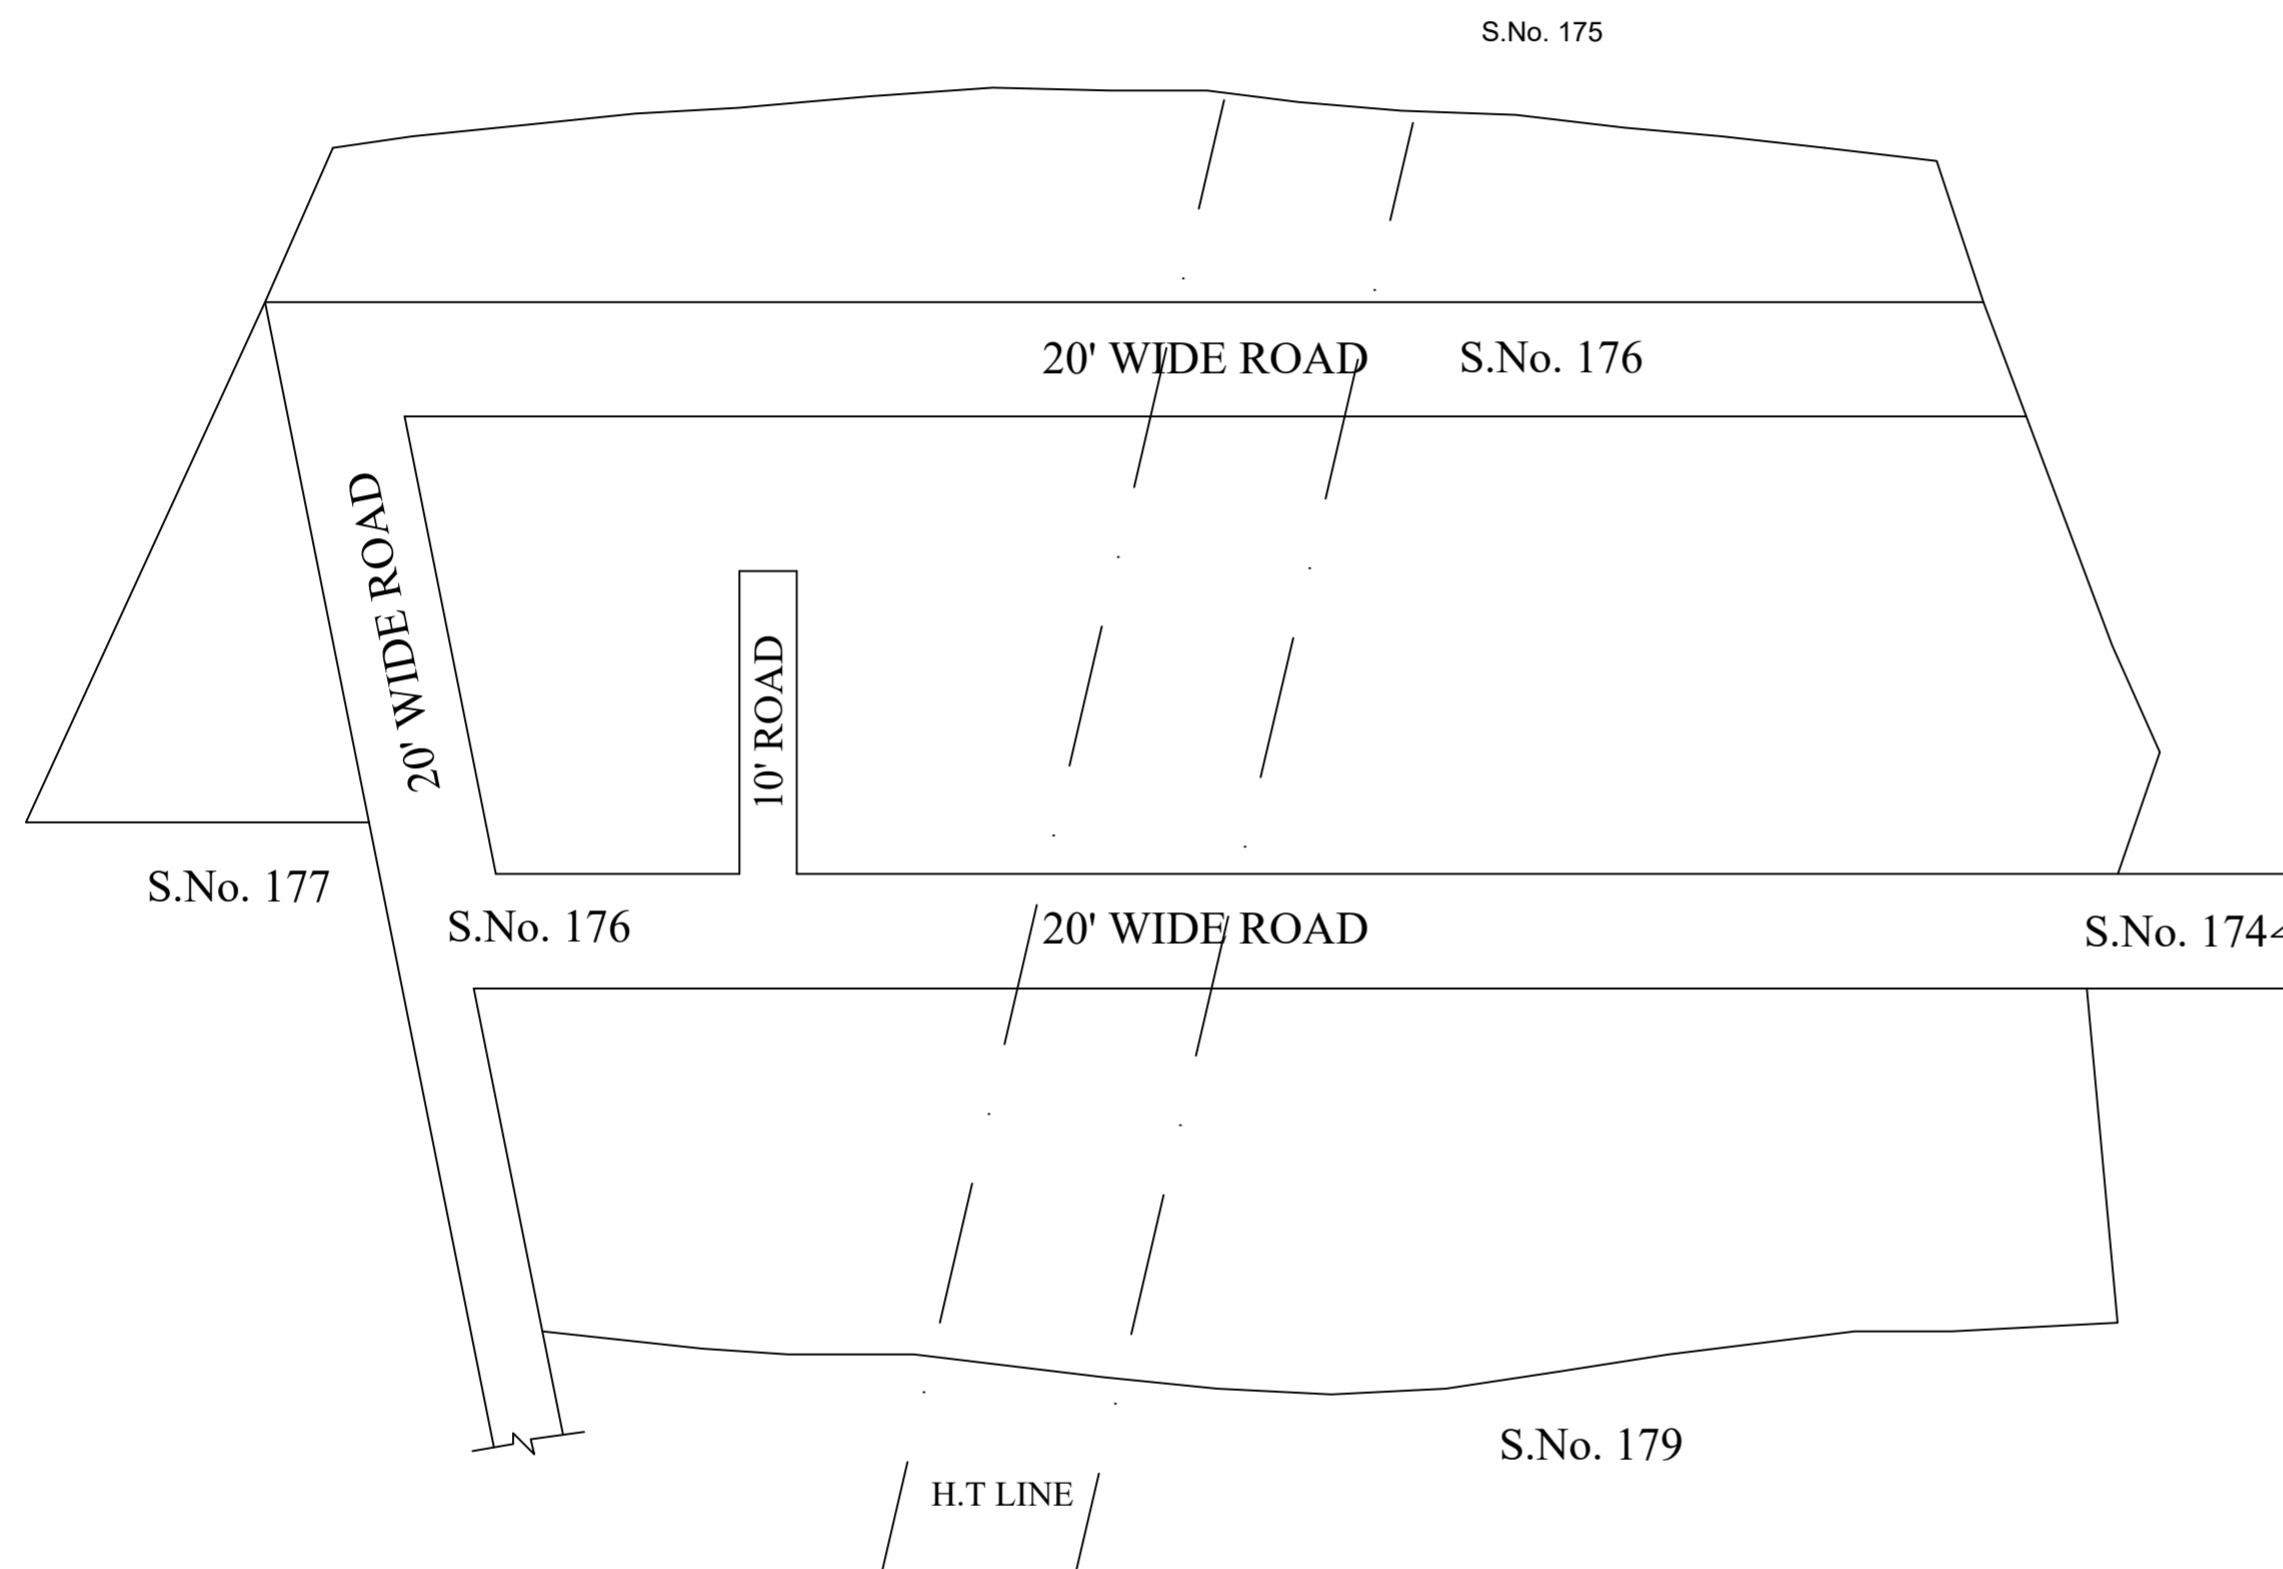 S.No. 175
20' WIDE ROAD
S.No. 176
20' WIDE ROAD
10' ROAD
S.No. 177
S.No. 176
20' WIDE ROAD
S.No. 174
S.No. 179
H.T LINE